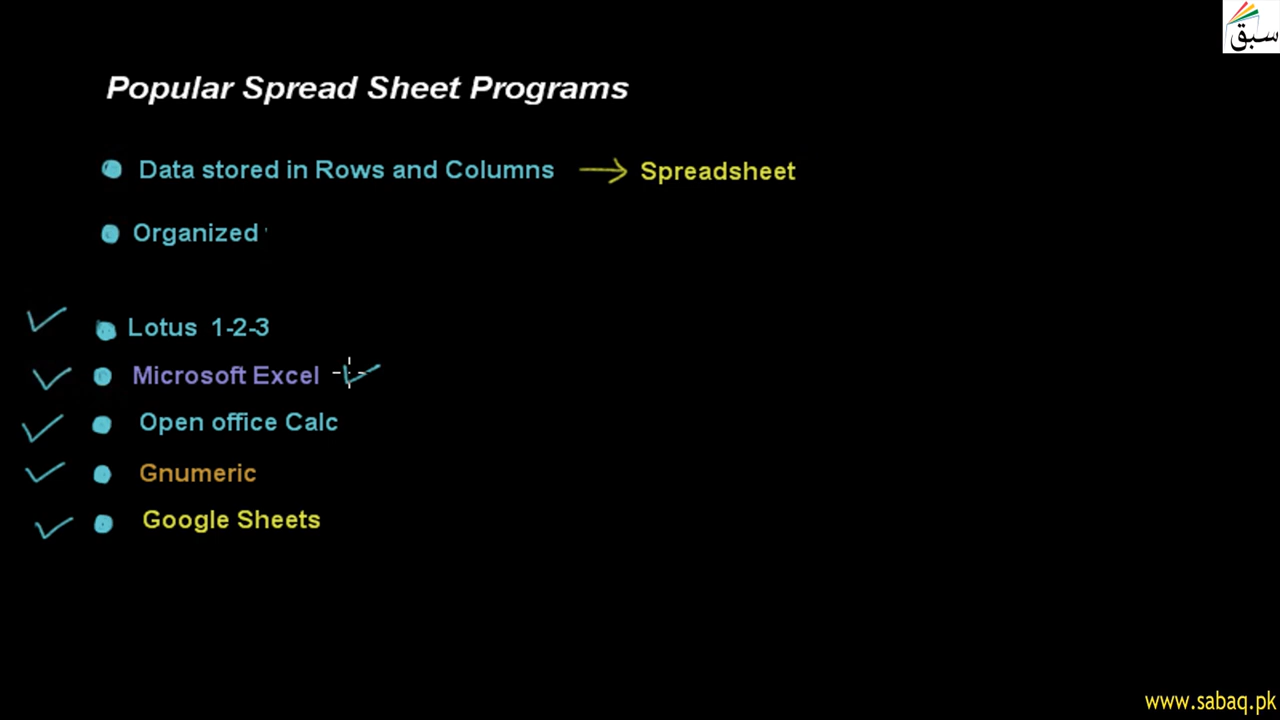 سبق
Popular Spread Sheet Programs
Data stored in Rows and Columns → Spreadsheet
Organized
Lotus 1-2-3
Microsoft Excel
Open office Calc
Gnumeric
Google Sheets
www.sabaq.pk